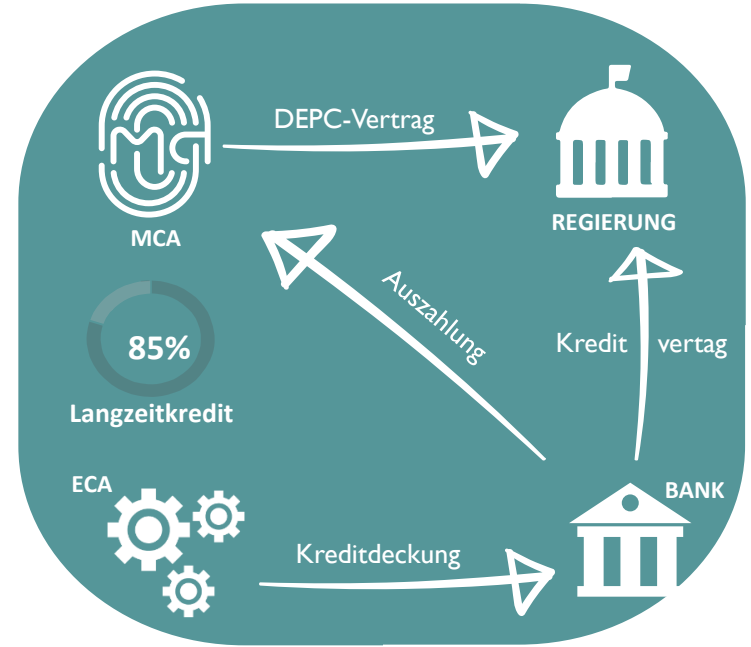 DEPC-Vertrag
MCA
REGIERUNG
Auszahlung
85%
Langzeitkredit
Kredit vertag
ECA
BANK
Kreditdeckung